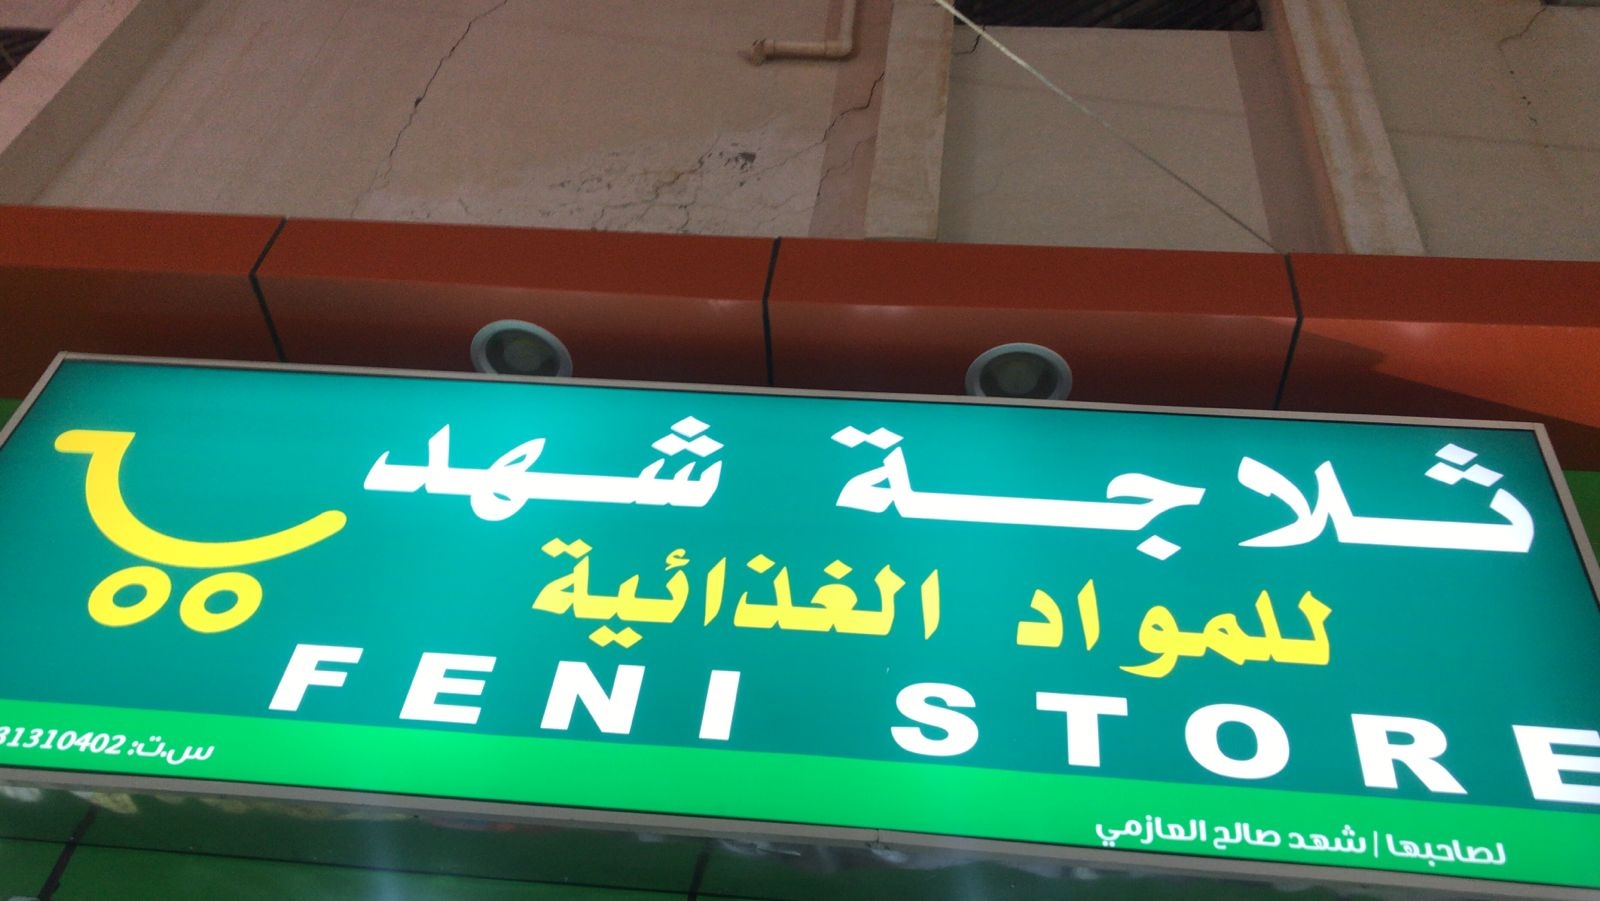 ثلاجة شهد
للمواد الغذائية
FENI STORE
س.ت: 31310402
لصاحبها / شهد صالح العازمي